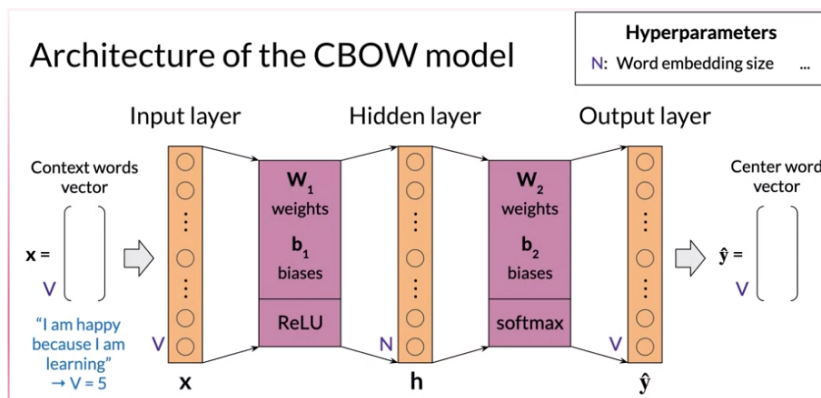 Architecture of the CBOW model
Hyperparameters
N: Word embedding size ...
Input layer
Hidden layer
Output layer
Context words
vector
x =
V
"I am happy
because I am
learning"
→ V = 5
V
x
W1
weights
b1
biases
ReLU
N
h
W2
weights
b2
biases
softmax
V
ŷ
Center word
vector
ŷ =
V